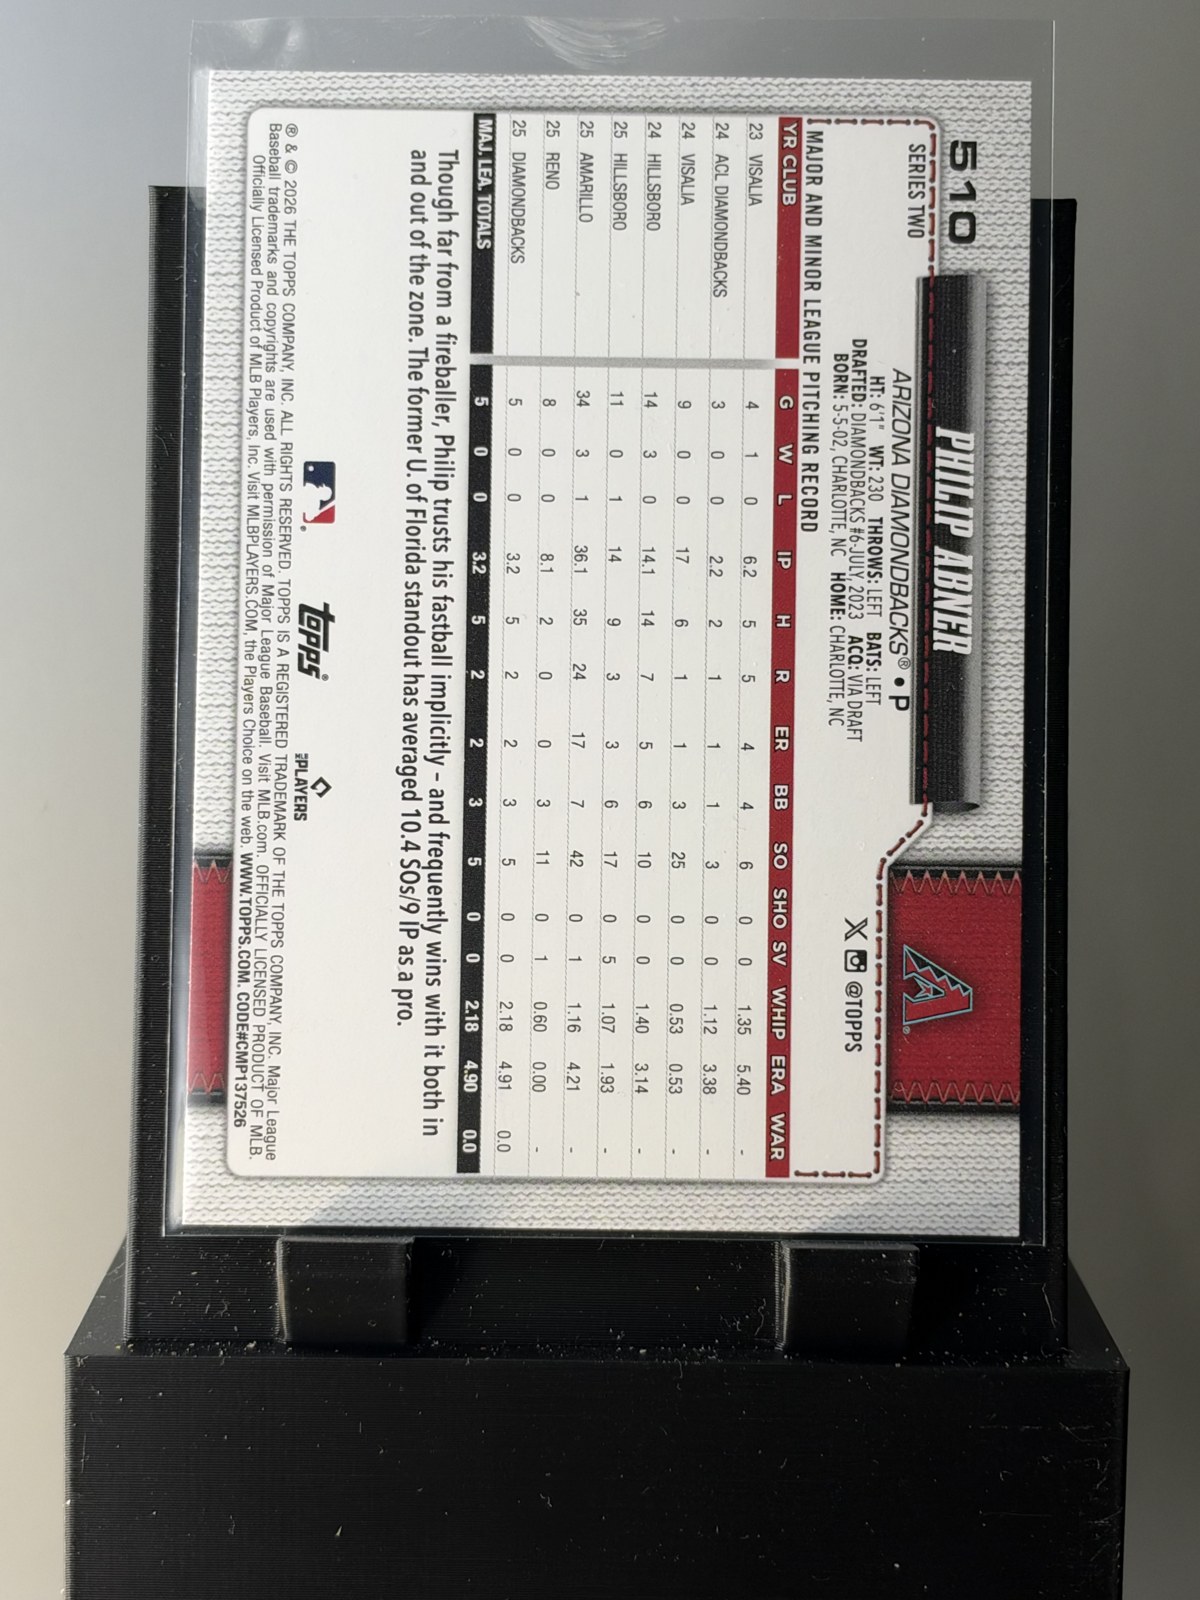 510
SERIES TWO
PHILIP ABNER
ARIZONA DIAMONDBACKS® • P
HT: 6'1" WT: 230 THROWS: LEFT BATS: LEFT
DRAFTED: DIAMONDBACKS #6-JULY, 2023 ACQ: VIA DRAFT
BORN: 5-5-02, CHARLOTTE, NC HOME: CHARLOTTE, NC
X @TOPPS
A
MAJOR AND MINOR LEAGUE PITCHING RECORD
YR CLUB G W L IP H R ER BB SO SHO SV WHIP ERA WAR
23 VISALIA 4 1 0 6.2 5 5 4 4 6 0 0 1.35 5.40 -
24 ACL DIAMONDBACKS 3 0 0 2.2 2 1 1 1 3 0 0 1.12 3.38 -
24 VISALIA 9 0 0 17 6 1 1 3 25 0 0 0.53 0.53 -
24 HILLSBORO 14 3 0 14.1 14 7 5 6 10 0 0 1.40 3.14 -
25 HILLSBORO 11 0 1 14 9 3 3 6 17 0 5 1.07 1.93 -
25 AMARILLO 34 3 1 36.1 35 24 17 7 42 0 1 1.16 4.21 -
25 RENO 8 0 0 8.1 2 0 0 3 11 0 1 0.60 0.00 -
25 DIAMONDBACKS 5 0 0 3.2 5 2 2 3 5 0 0 2.18 4.91 0.0
MAJ. LEA. TOTALS 5 0 0 3.2 5 2 2 3 5 0 0 2.18 4.90 0.0
Though far from a fireballer, Philip trusts his fastball implicitly – and frequently wins with it both in
and out of the zone. The former U. of Florida standout has averaged 10.4 SOs/9 IP as a pro.
topps®
THE PLAYERS
® & © 2026 THE TOPPS COMPANY, INC. ALL RIGHTS RESERVED. TOPPS IS A REGISTERED TRADEMARK OF THE TOPPS COMPANY, INC. Major League
Baseball trademarks and copyrights are used with permission of Major League Baseball. Visit MLB.com. OFFICIALLY LICENSED PRODUCT OF MLB.
Officially Licensed Product of MLB Players, Inc. Visit MLBPLAYERS.COM, the Players Choice on the web. WWW.TOPPS.COM. CODE#CMP137526